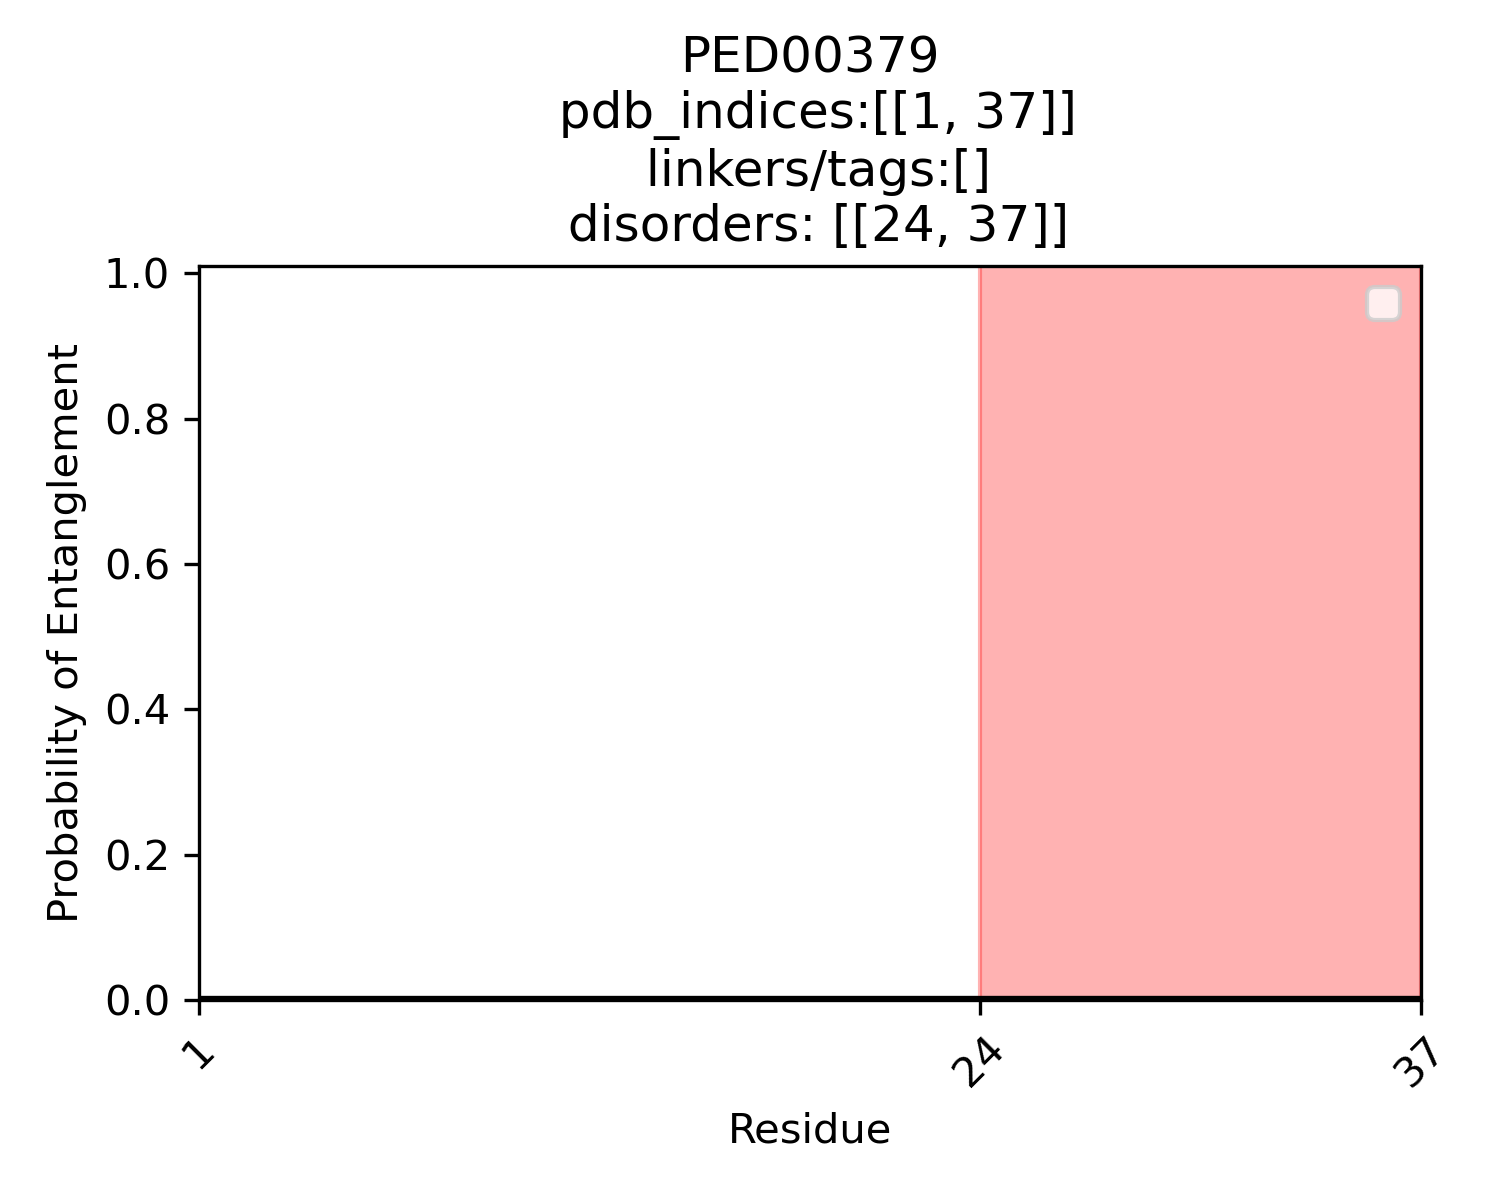 PED00379
pdb_indices:[[1, 37]]
linkers/tags:[]
disorders: [[24, 37]]
1.0
0.8
0.6
0.4
0.2
0.0
Probability of Entanglement
1
24
37
Residue